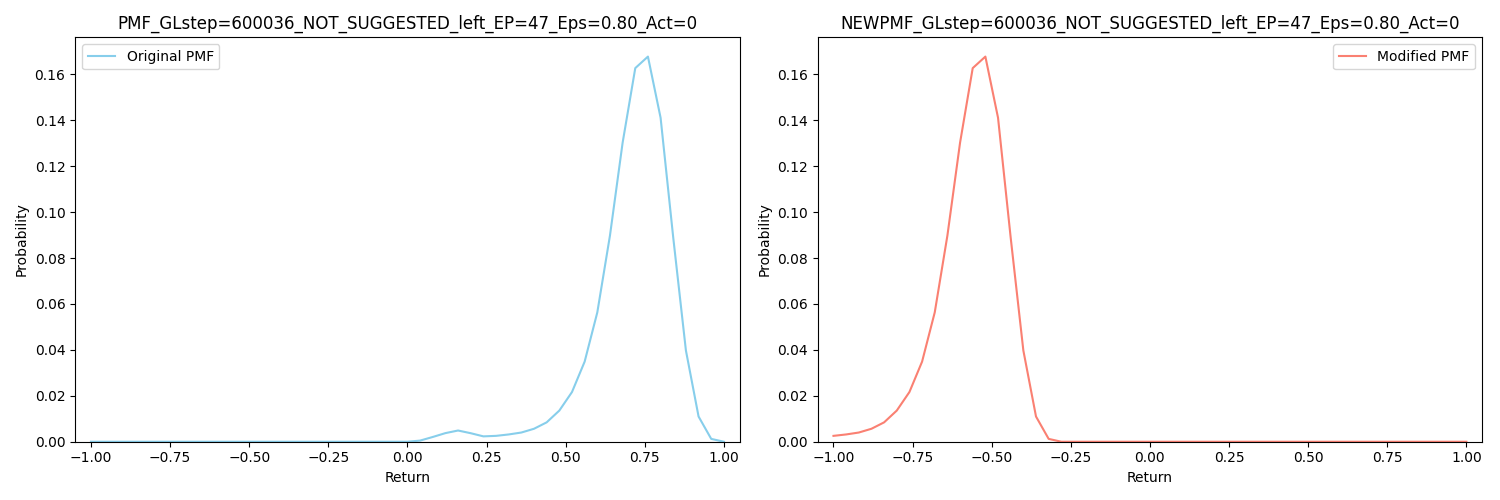 PMF_GLstep=600036_NOT_SUGGESTED_left_EP=47_Eps=0.80_Act=0
Original PMF
0.16
0.14
0.12
0.10
0.08
0.06
0.04
0.02
0.00
Probability
−1.00 −0.75 −0.50 −0.25 0.00 0.25 0.50 0.75 1.00
Return
NEWPMF_GLstep=600036_NOT_SUGGESTED_left_EP=47_Eps=0.80_Act=0
Modified PMF
0.16
0.14
0.12
0.10
0.08
0.06
0.04
0.02
0.00
Probability
−1.00 −0.75 −0.50 −0.25 0.00 0.25 0.50 0.75 1.00
Return